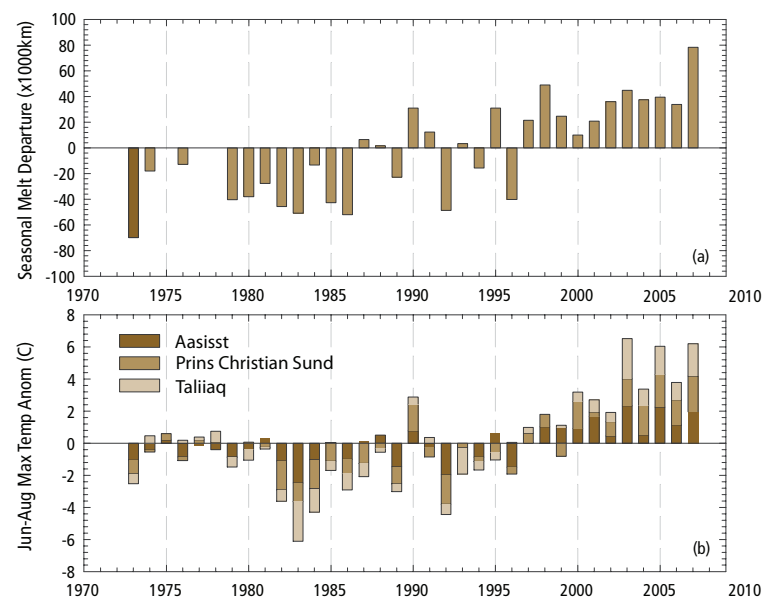 Seasonal Melt Departure (x1000km)
100
80
60
40
20
0
-20
-40
-60
-80
-100
(a)
1970 1975 1980 1985 1990 1995 2000 2005 2010
Jun-Aug Max Temp Anom (C)
8
6
4
2
0
-2
-4
-6
-8
Aasisst
Prins Christian Sund
Taliiaq
(b)
1970 1975 1980 1985 1990 1995 2000 2005 2010